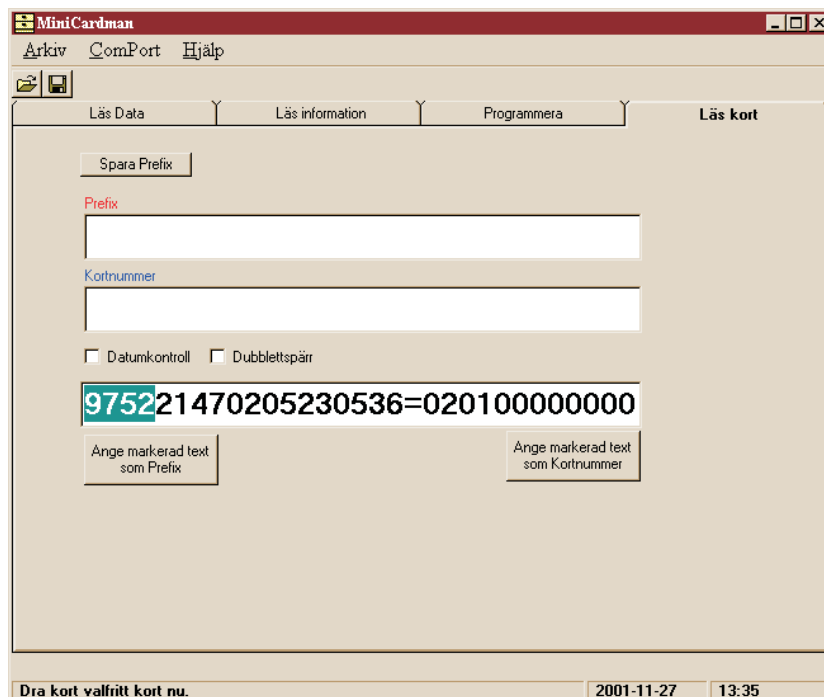 MiniCardman
Arkiv ComPort Hjälp
Läs Data Läs information Programmera Läs kort
Spara Prefix
Prefix
Kortnummer
Datumkontroll Dubblettspärr
975221470205230536=020100000000
Ange markerad text
som Prefix
Ange markerad text
som Kortnummer
Dra kort valfritt kort nu. 2001-11-27 13:35